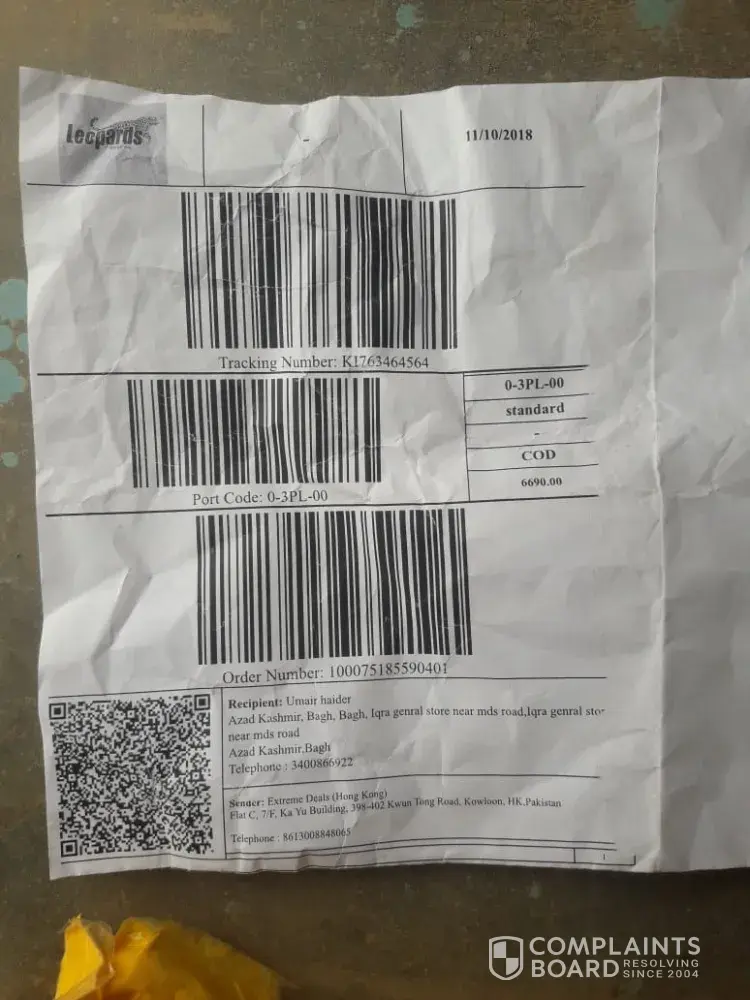 Leopards
-
11/10/2018
Tracking Number: KI763464564
0-3PL-00
standard
-
COD
6690.00
Port Code: 0-3PL-00
Order Number: 100075185590401
Recipient: Umair haider
Azad Kashmir, Bagh, Bagh, Iqra genral store near mds road,Iqra genral sto
near mds road
Azad Kashmir,Bagh
Telephone : 3400866922
Sender: Extreme Deals (Hong Kong)
Flat C, 7/F, Ka Yu Building, 398-402 Kwun Tong Road, Kowloon, HK,Pakistan
Telephone : 8613008848065
1
COMPLAINTS
BOARD RESOLVING SINCE 2004